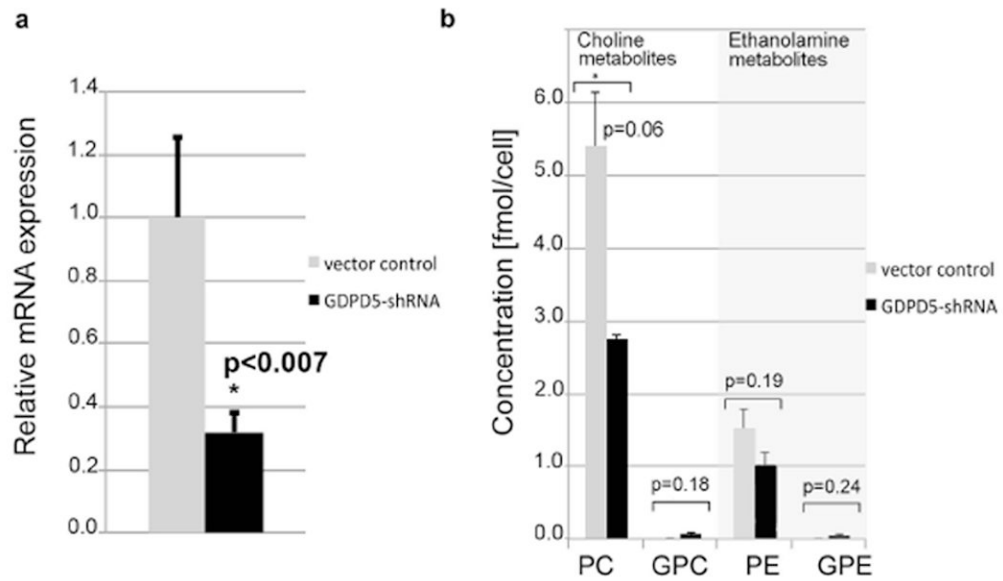 a
Relative mRNA expression
1.4
1.2
1.0
0.8
0.6
0.4
0.2
0.0
p<0.007
*
vector control
GDPD5-shRNA
b
Concentration [fmol/cell]
6.0
5.0
4.0
3.0
2.0
1.0
0.0
Choline
metabolites
Ethanolamine
metabolites
*
p=0.06
p=0.18
p=0.19
p=0.24
PC GPC PE GPE
vector control
GDPD5-shRNA